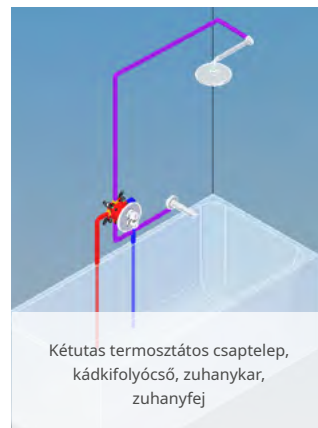 Kétutas termosztátos csaptelep,
kádkifolyócső, zuhanykar,
zuhanyfej